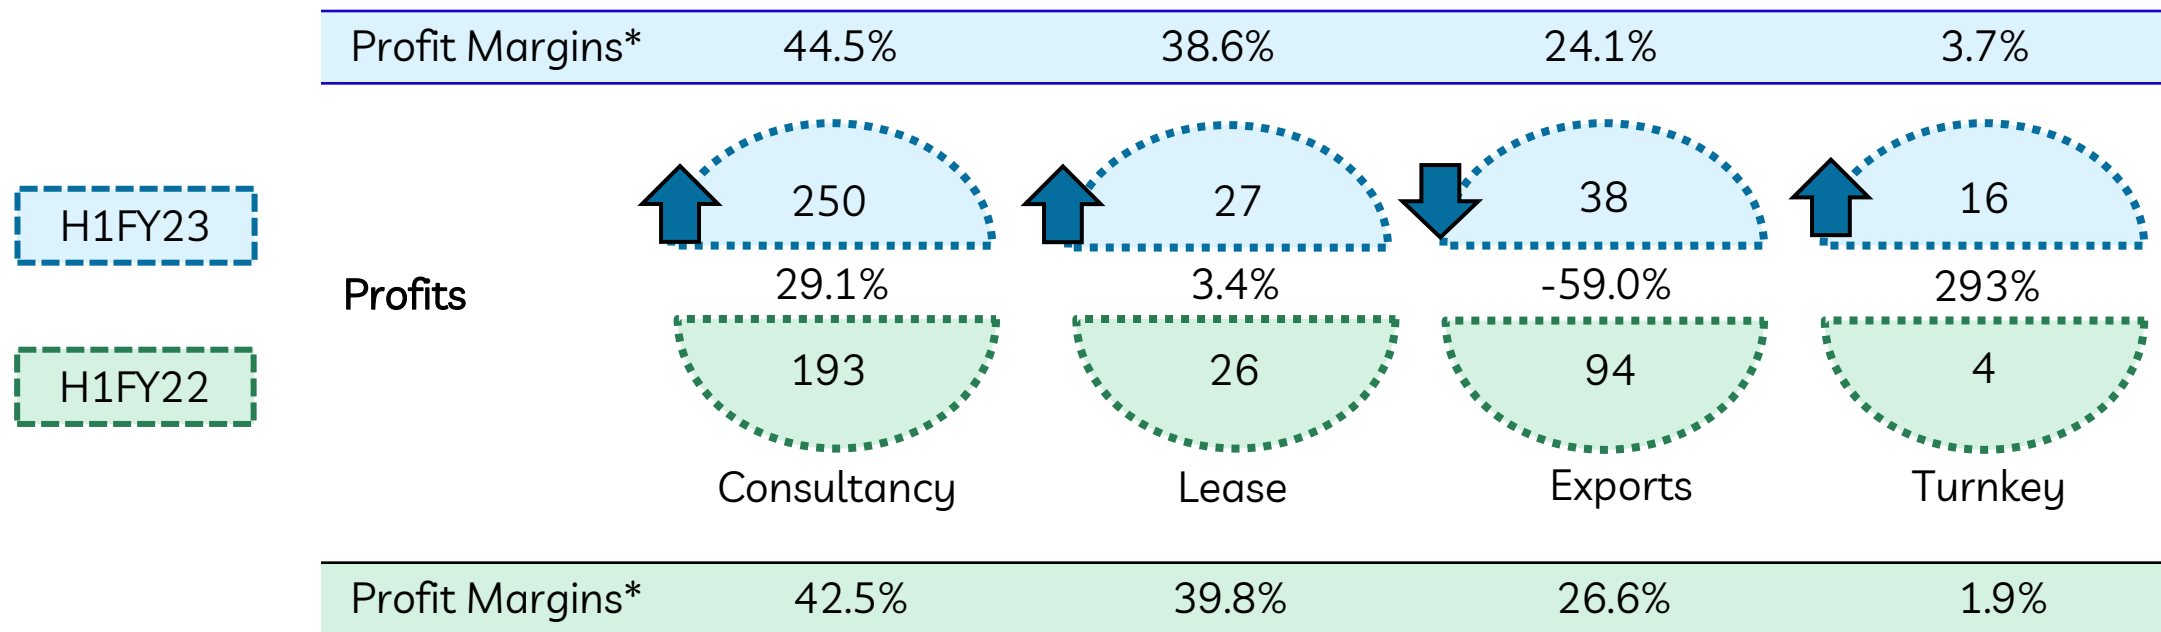 Profit Margins* 44.5% 38.6% 24.1% 3.7%
H1FY23 250 27 38 16
Profits 29.1% 3.4% -59.0% 293%
H1FY22 193 26 94 4
Consultancy Lease Exports Turnkey
Profit Margins* 42.5% 39.8% 26.6% 1.9%